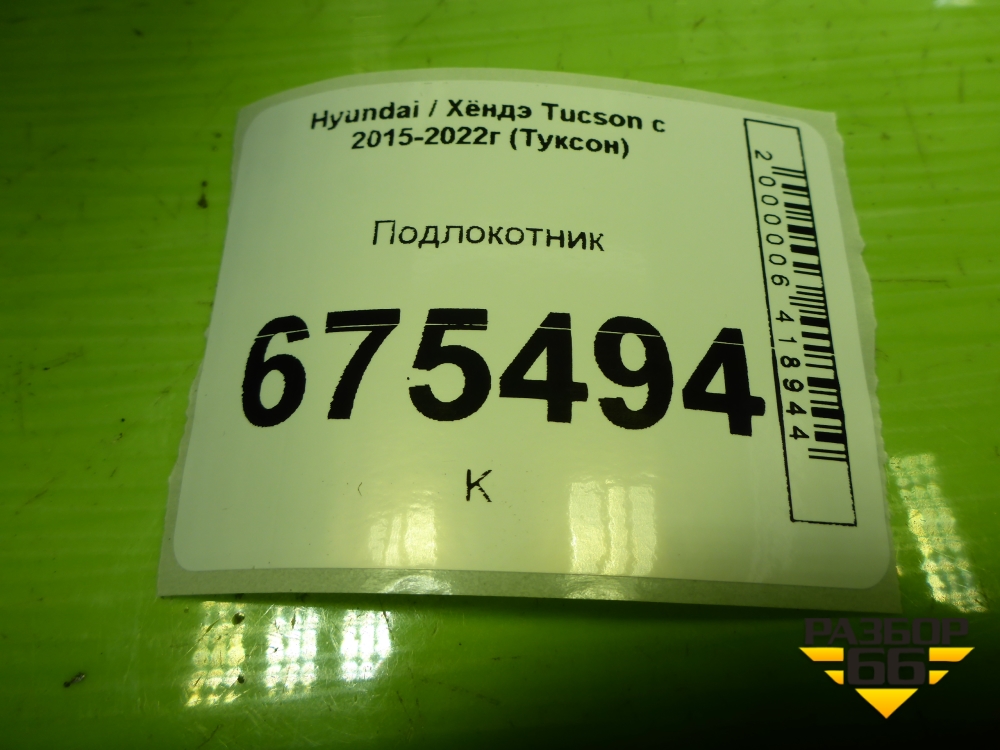 Hyundai / Хёндэ Tucson с
2015-2022г (Туксон)
Подлокотник
675494
К
2000006418944
РАЗБОР
66